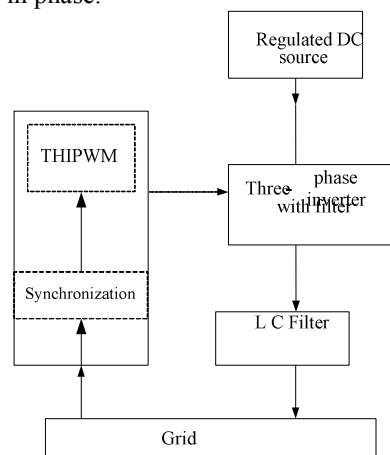 in phase.
Regulated DC
source
THIPWM
Three-phase
inverter
with filter
Synchronization
L C Filter
Grid